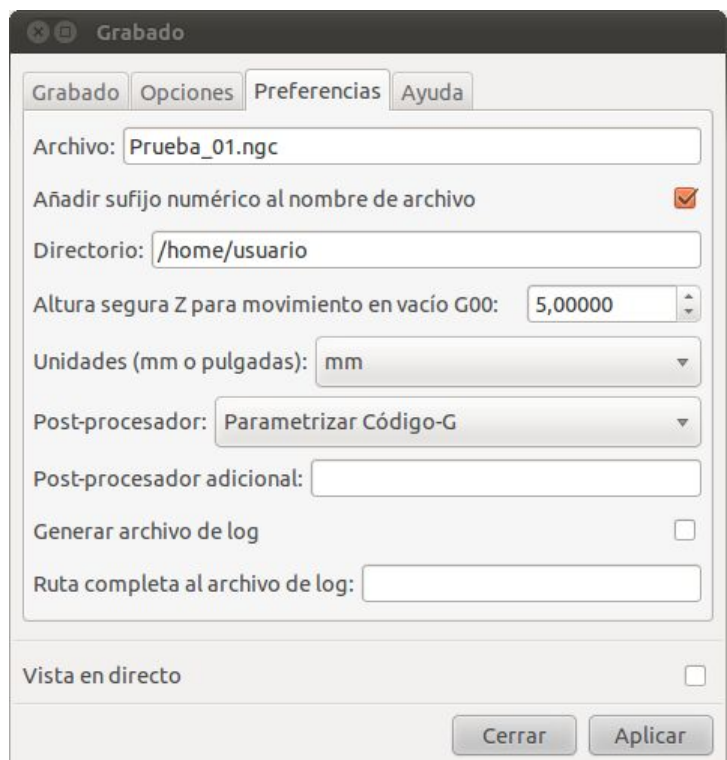 Grabado
Grabado Opciones Preferencias Ayuda
Archivo: Prueba_01.ngc
Añadir sufijo numérico al nombre de archivo
Directorio: /home/usuario
Altura segura Z para movimiento en vacío G00: 5,00000
Unidades (mm o pulgadas): mm
Post-procesador: Parametrizar Código-G
Post-procesador adicional:
Generar archivo de log
Ruta completa al archivo de log:
Vista en directo
Cerrar Aplicar